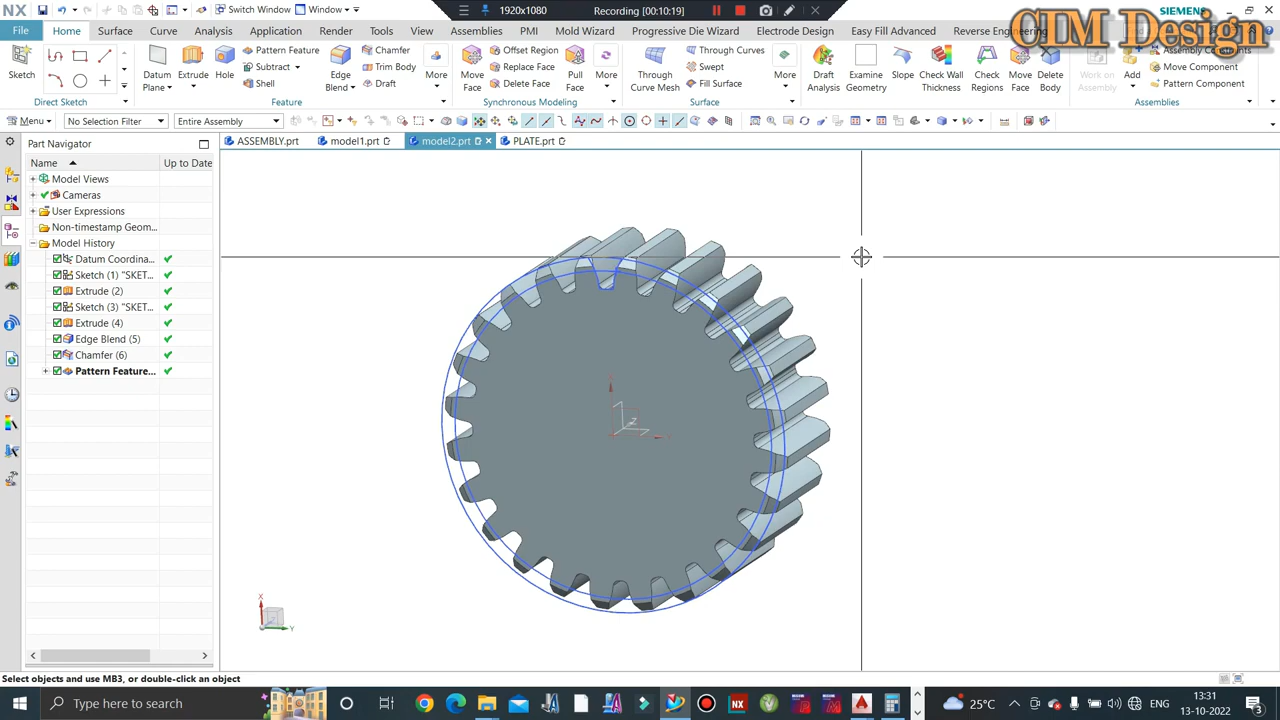 NX
Switch Window
Window
1920x1080
Recording [00:10:19]
SIEMENS
CIM Design
File
Home
Surface
Curve
Analysis
View
Render
Tools
Application
Assemblies
PMI
Mold Wizard
Progressive Die Wizard
Electrode Design
Easy Fill Advanced
Reverse Engineering
Sketch
Datum
Plane
Extrude
Hole
Pattern Feature
Subtract
Shell
Edge
Blend
Chamfer
Trim Body
Draft
More
Move
Face
Offset Region
Replace Face
Delete Face
Pull
Face
More
Through
Curve Mesh
Through Curves
Swept
Fill Surface
More
Draft
Analysis
Examine
Geometry
Slope
Check Wall
Thickness
Check
Regions
Move
Face
Delete
Body
Work on
Assembly
Add
Assembly Constraints
Move Component
Pattern Component
Direct Sketch
Feature
Synchronous Modeling
Surface
Assemblies
Menu
No Selection Filter
Entire Assembly
Part Navigator
ASSEMBLY.prt
model1.prt
model2.prt
PLATE.prt
Name
Up to Date
Model Views
Cameras
User Expressions
Non-timestamp Geom...
Model History
Datum Coordina...
Sketch (1) "SKET...
Extrude (2)
Sketch (3) "SKET...
Extrude (4)
Edge Blend (5)
Chamfer (6)
Pattern Feature...
X
Y
Select objects and use MB3, or double-click an object
Type here to search
25°C
ENG
13:31
13-10-2022
3